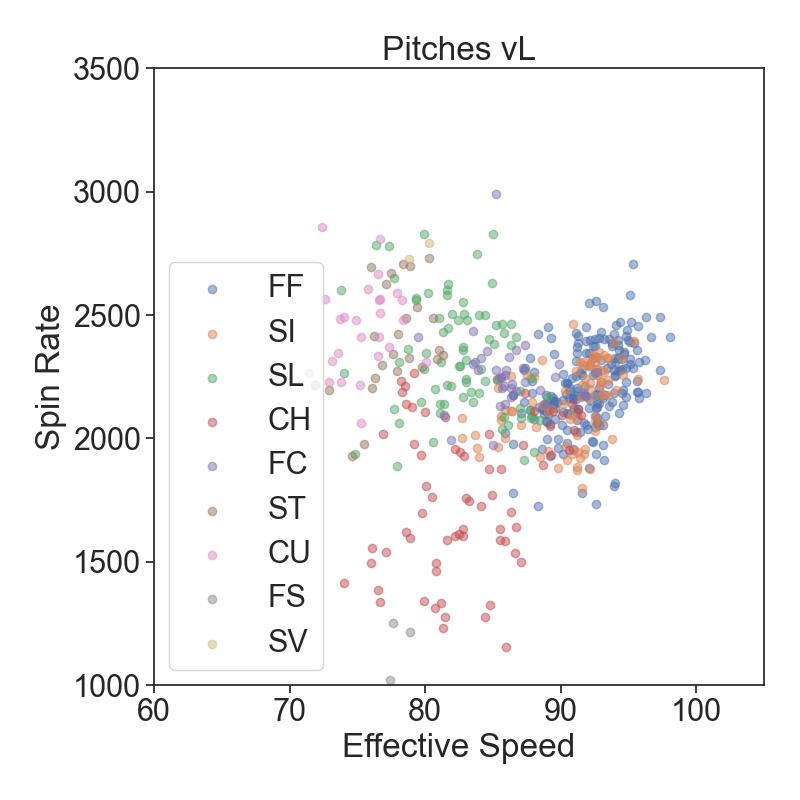 Pitches vL
3500
3000
2500
2000
1500
1000
Spin Rate
FF
SI
SL
CH
FC
ST
CU
FS
SV
60 70 80 90 100
Effective Speed